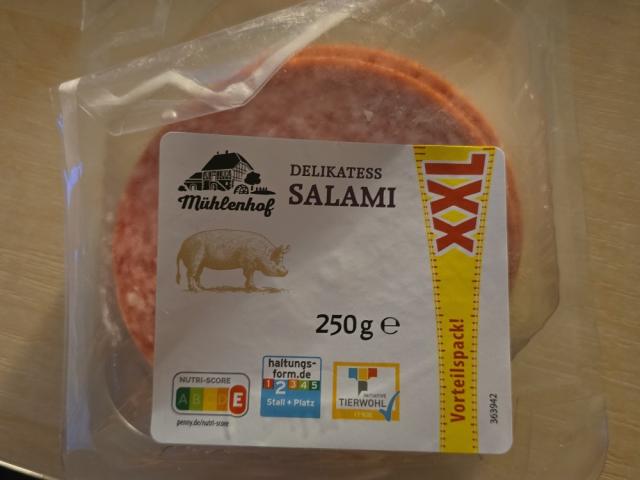 Mühlenhof
DELIKATESS
SALAMI
XXL
Vorteilspack!
250g e
NUTRI-SCORE
A B C D E
penny.de/nutri-score
haltungs-
form.de
1 2 3 4 5
Stall + Platz
INITIATIVE
TIERWOHL
363942